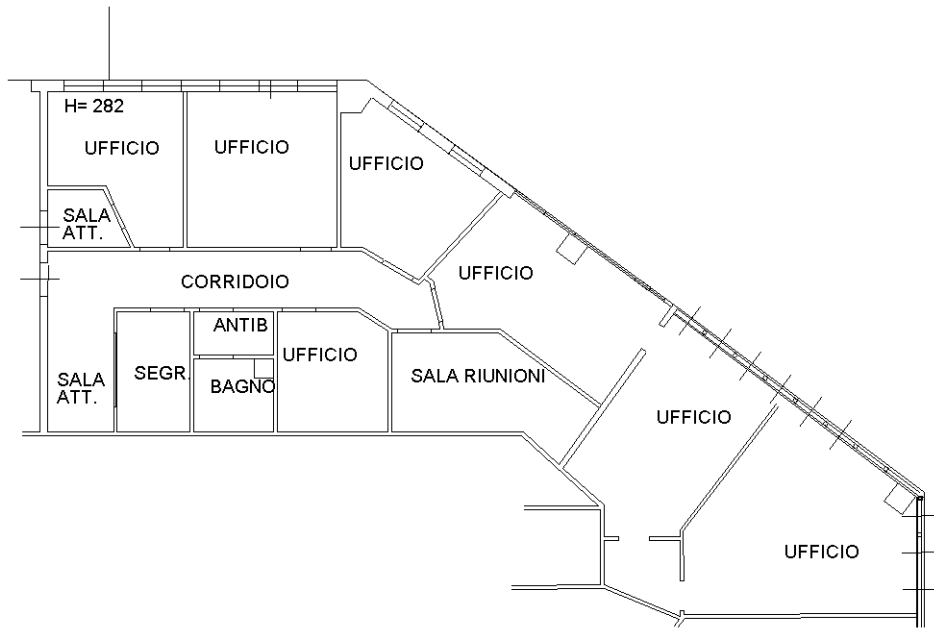 H= 282
UFFICIO
UFFICIO
UFFICIO
SALA
ATT.
UFFICIO
CORRIDOIO
ANTIB
UFFICIO
SALA
ATT.
SEGR.
BAGNO
SALA RIUNIONI
UFFICIO
UFFICIO